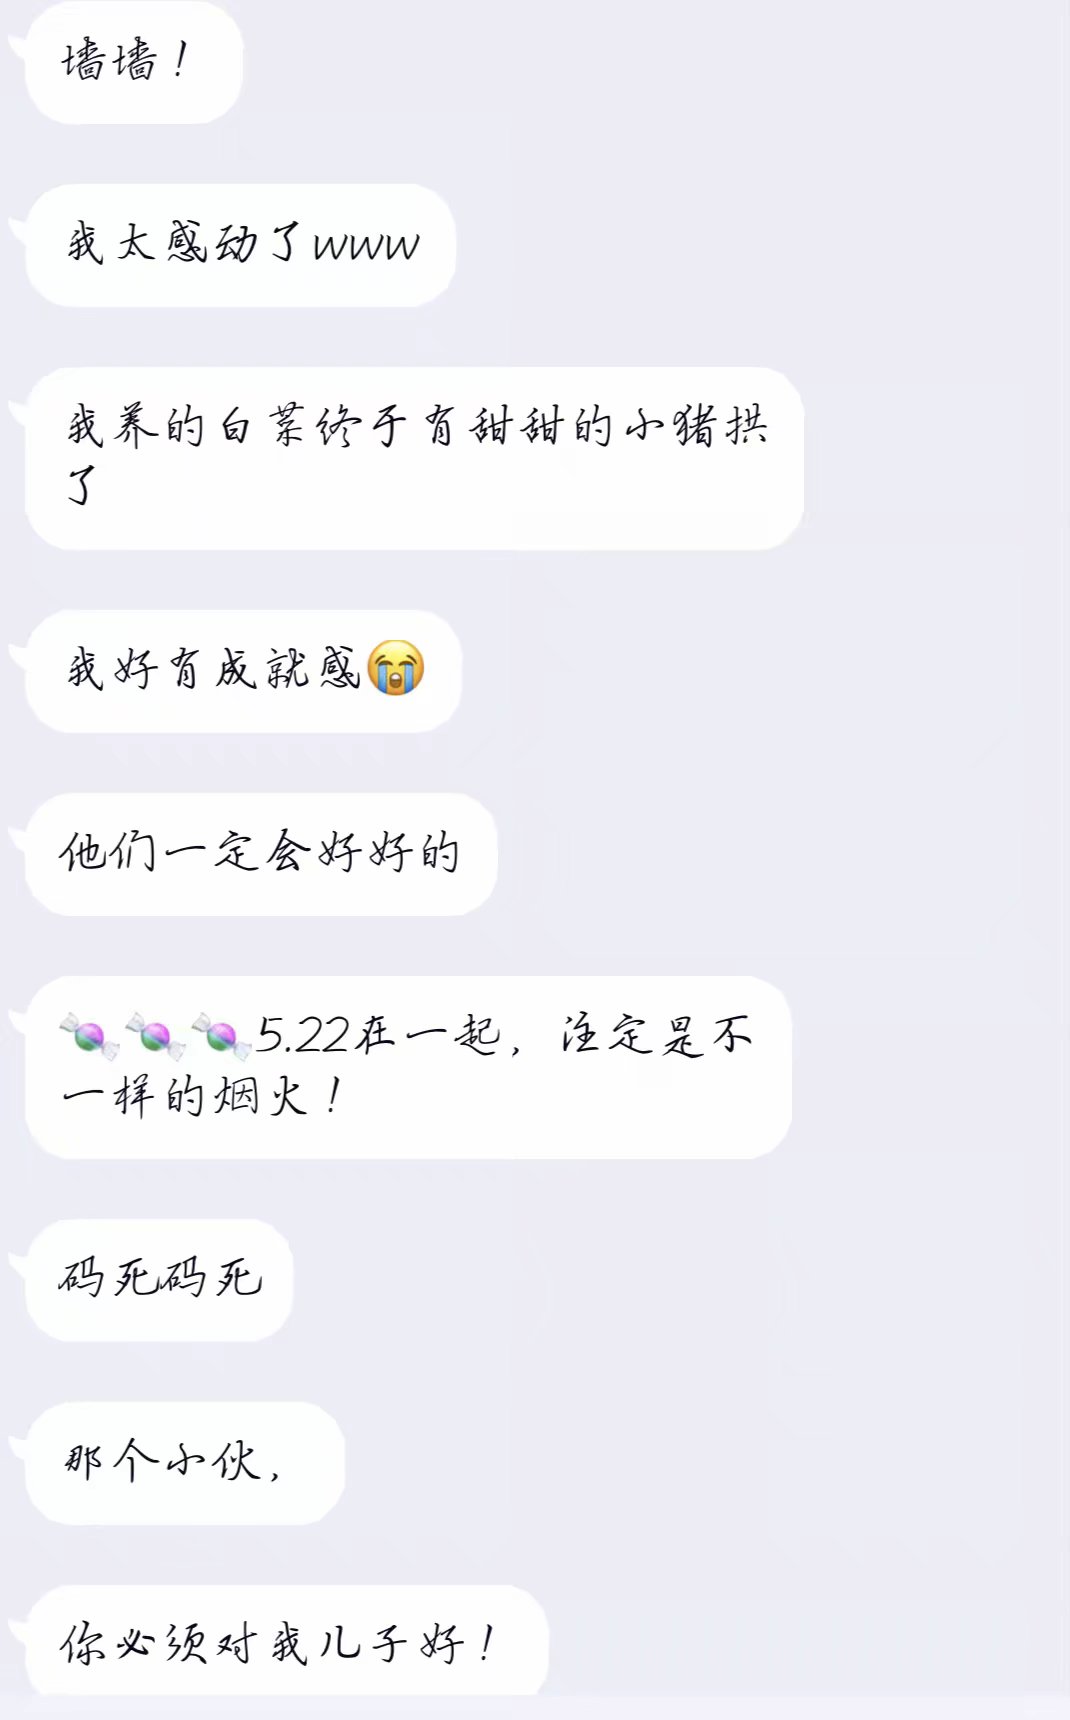 墙墙！
我太感动了www
我养的白菜终于有甜甜的小猪拱
了
我好有成就感😭
他们一定会好好的
🍬🍬🍬5.22在一起，注定是不
一样的烟火！
码死码死
那个小伙，
你必须对我儿子好！